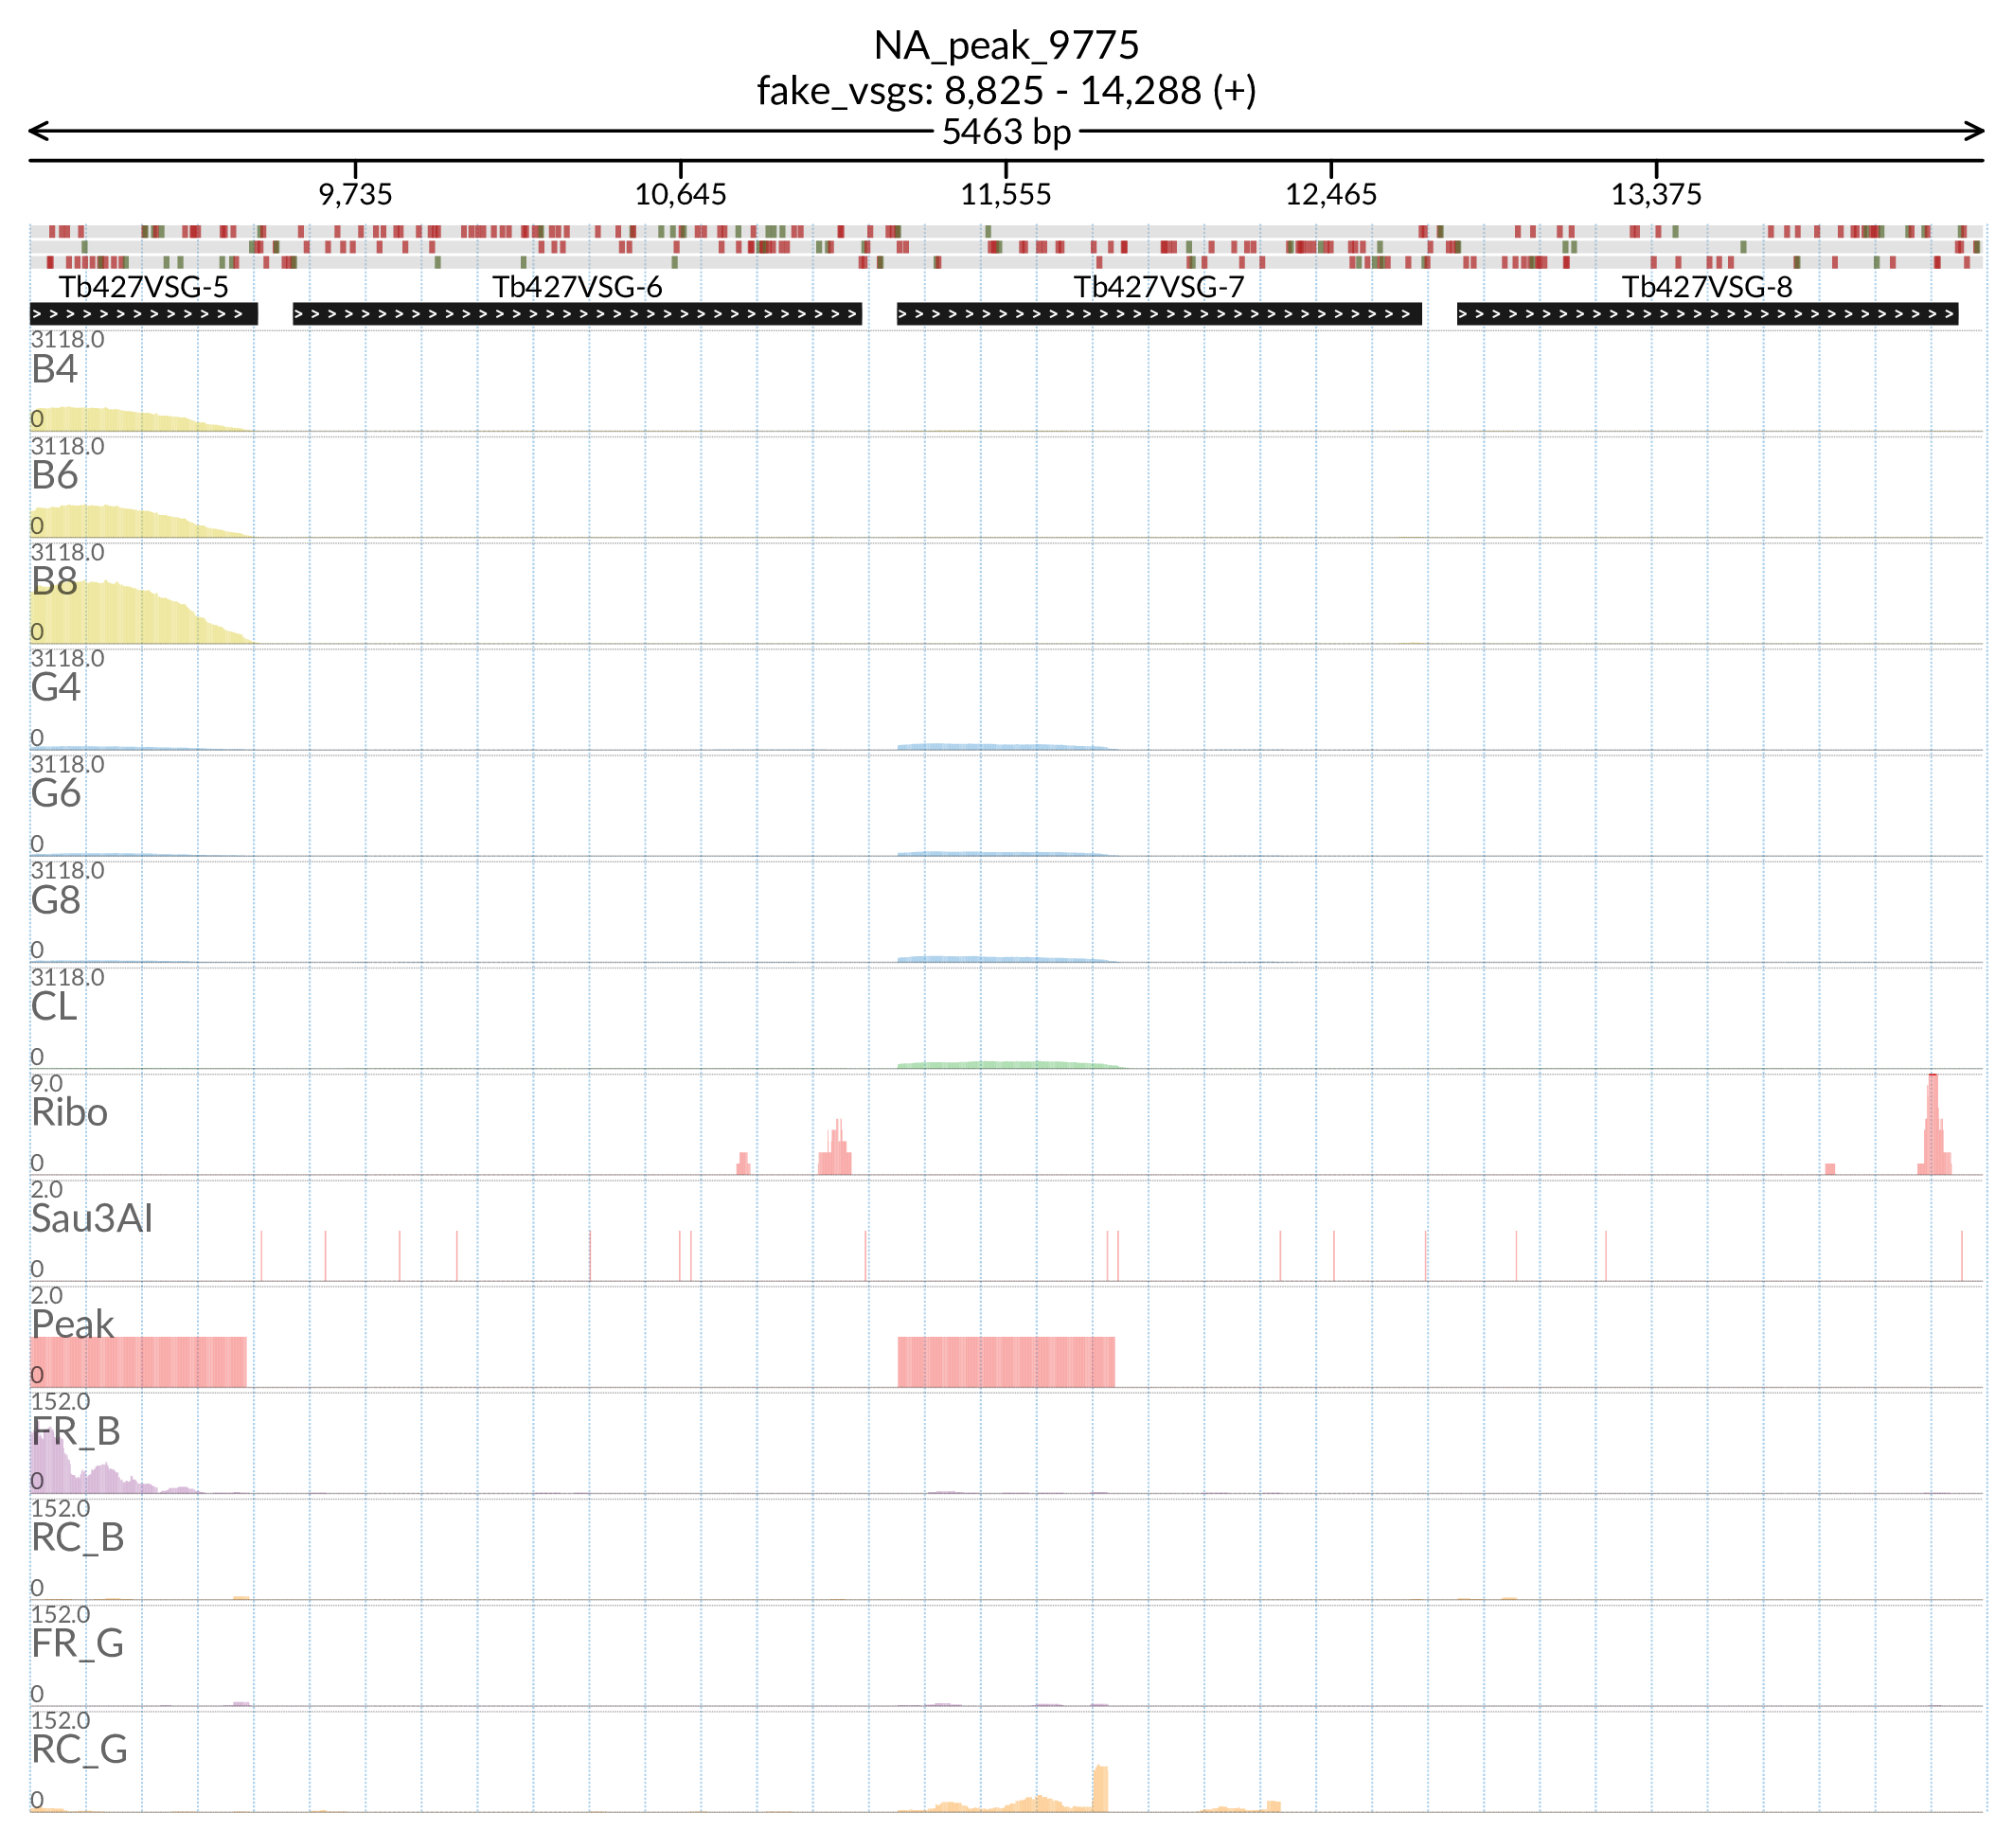 NA_peak_9775
fake_vsgs: 8,825 - 14,288 (+)
5463 bp
9,735 10,645 11,555 12,465 13,375
Tb427VSG-5 Tb427VSG-6 Tb427VSG-7 Tb427VSG-8
3118.0
B4
0
3118.0
B6
0
3118.0
B8
0
3118.0
G4
0
3118.0
G6
0
3118.0
G8
0
3118.0
CL
0
9.0
Ribo
0
2.0
Sau3AI
0
2.0
Peak
0
152.0
FR_B
0
152.0
RC_B
0
152.0
FR_G
0
152.0
RC_G
0